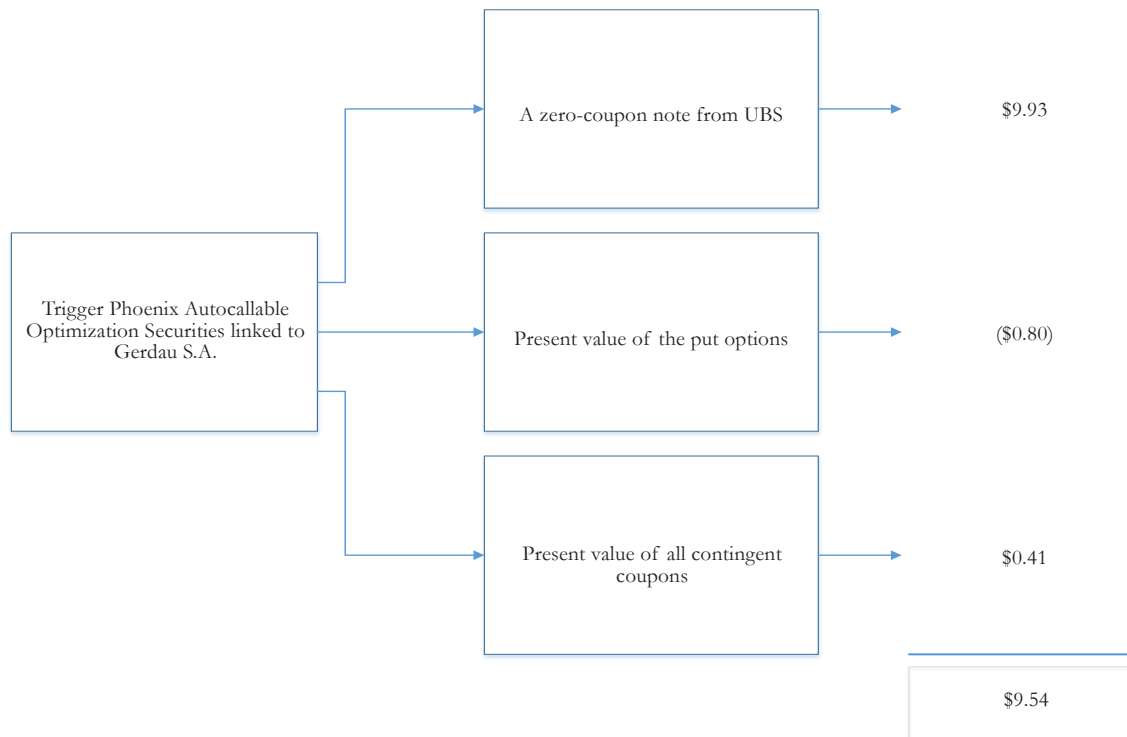 A zero-coupon note from UBS
$9.93
Trigger Phoenix Autocallable
Optimization Securities linked to
Gerdau S.A.
Present value of the put options
($0.80)
Present value of all contingent
coupons
$0.41
$9.54